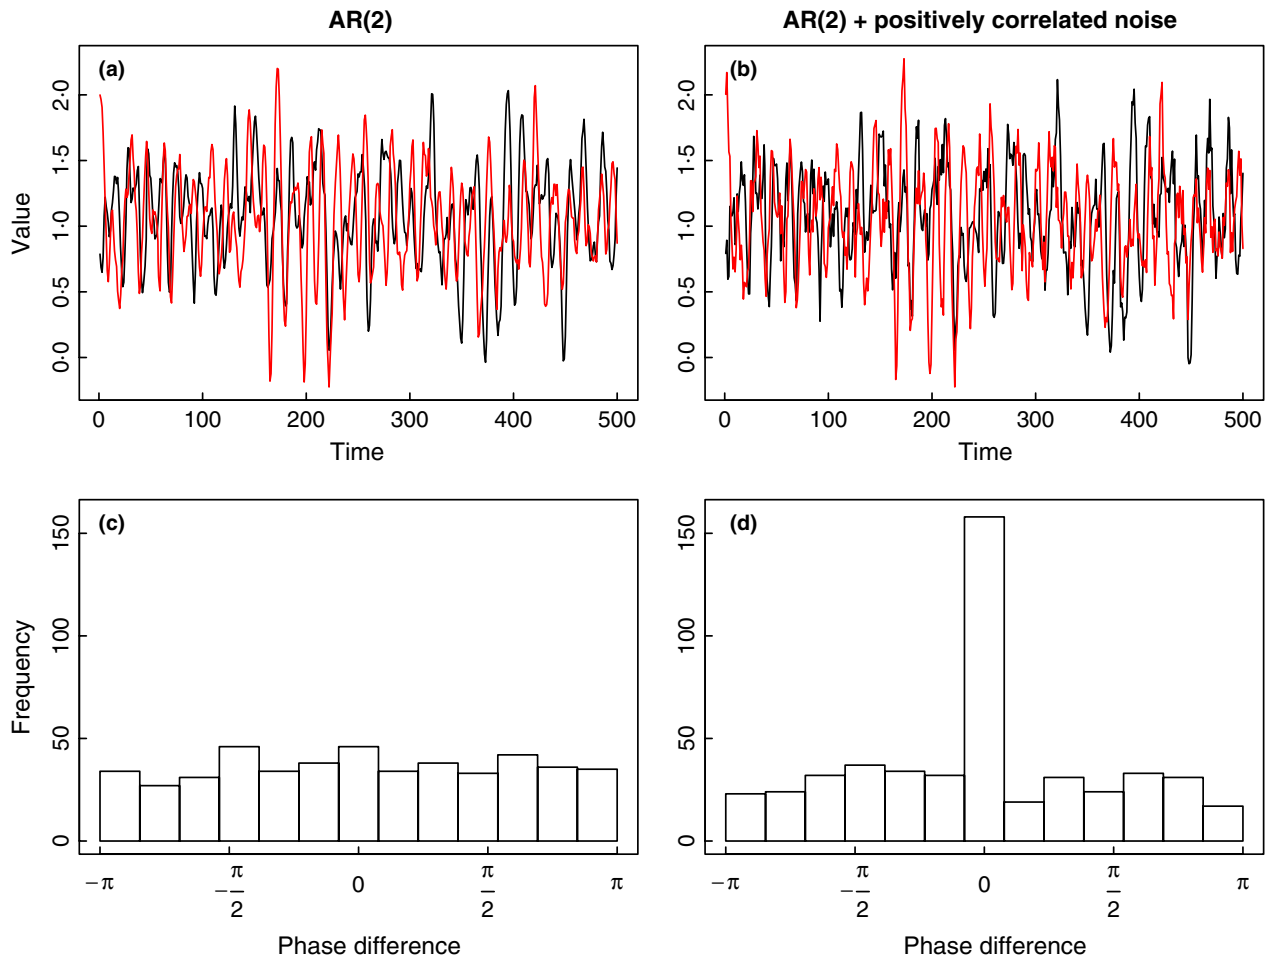 AR(2)
AR(2) + positively correlated noise
(a)
(b)
Value
2·0
1·5
1·0
0·5
0·0
2·0
1·5
1·0
0·5
0·0
0 100 200 300 400 500
0 100 200 300 400 500
Time
Time
(c)
(d)
Frequency
150
100
50
0
150
100
50
0
−π −π/2 0 π/2 π
−π −π/2 0 π/2 π
Phase difference
Phase difference